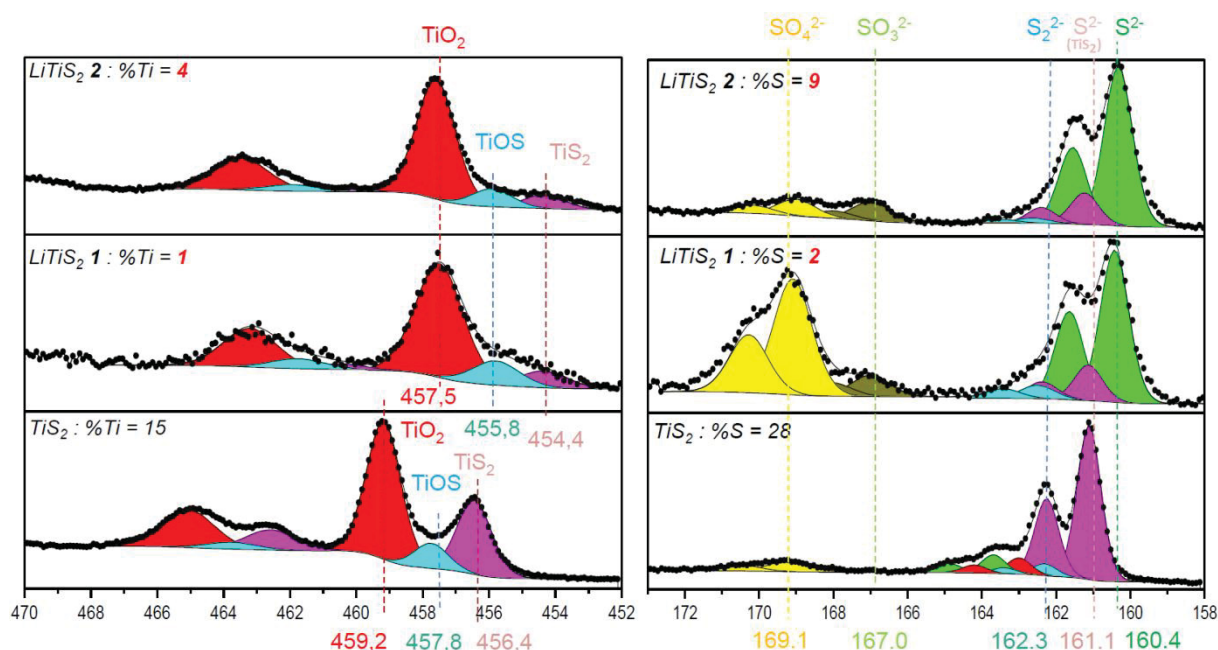 TiO₂
LiTiS₂ 2 : %Ti = 4
TiOS
TiS₂
LiTiS₂ 1 : %Ti = 1
457,5
TiS₂ : %Ti = 15
TiO₂
455,8
454,4
TiS₂
TiOS
470 468 466 464 462 460 458 456 454 452
459.2 457.8 456.4
SO₄²⁻ SO₃²⁻ S₂²⁻ S²⁻ S²⁻
(TiS₂)
LiTiS₂ 2 : %S = 9
LiTiS₂ 1 : %S = 2
TiS₂ : %S = 28
172 170 168 166 164 162 160 158
169.1 167.0 162.3 161.1 160.4